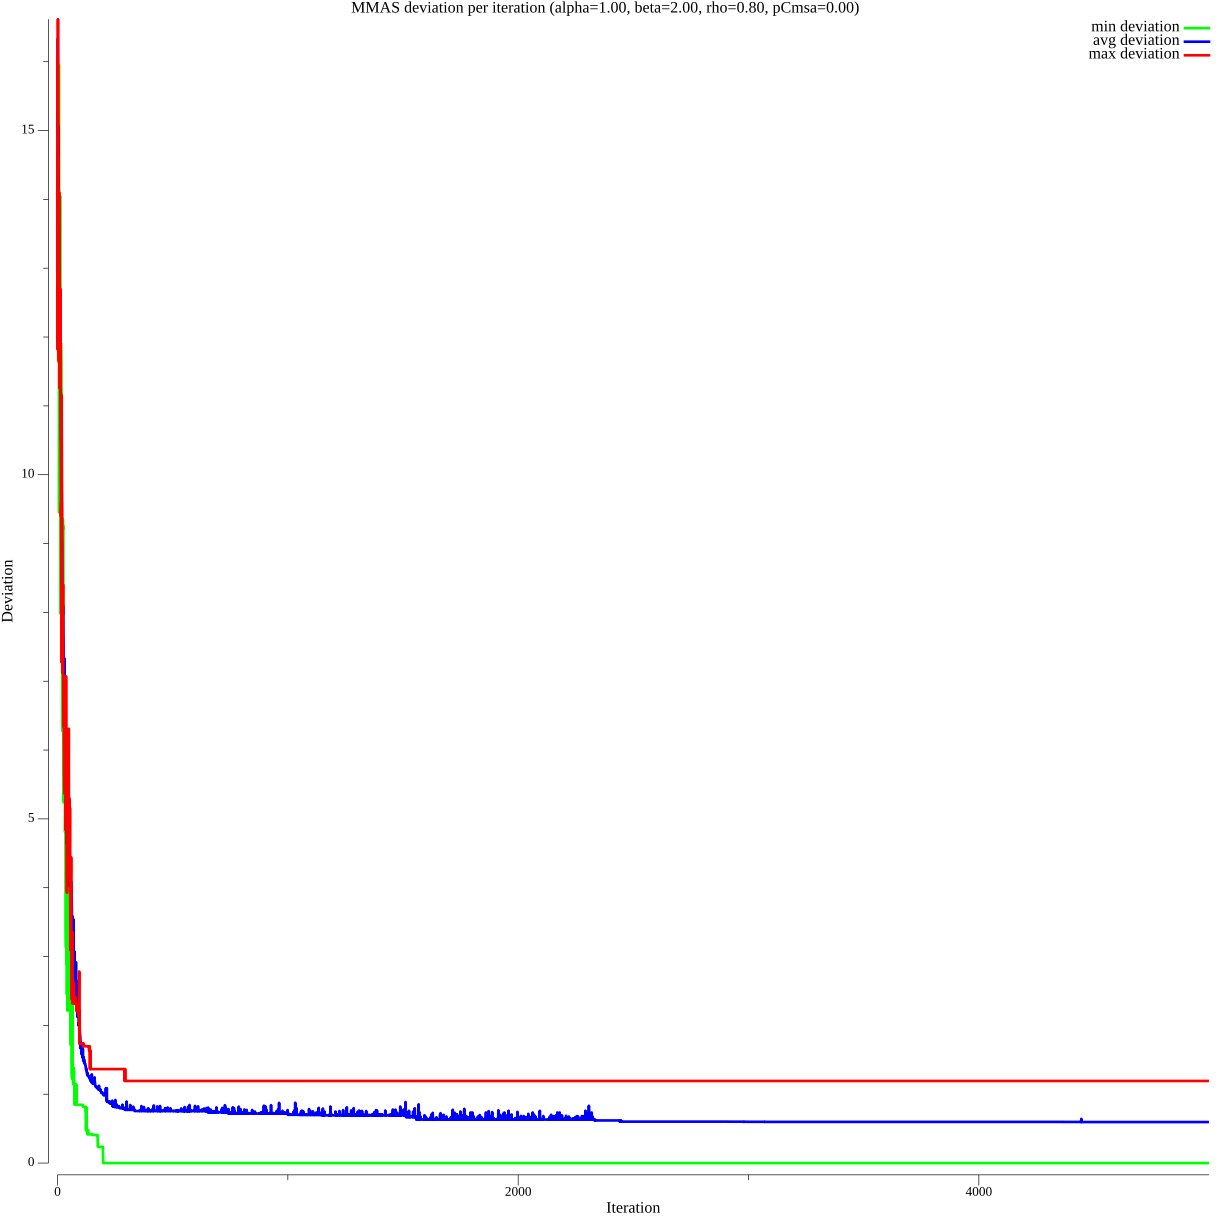 MMAS deviation per iteration (alpha=1.00, beta=2.00, rho=0.80, pCmsa=0.00)
min deviation
avg deviation
max deviation
15
10
5
0
Deviation
0
2000
4000
Iteration